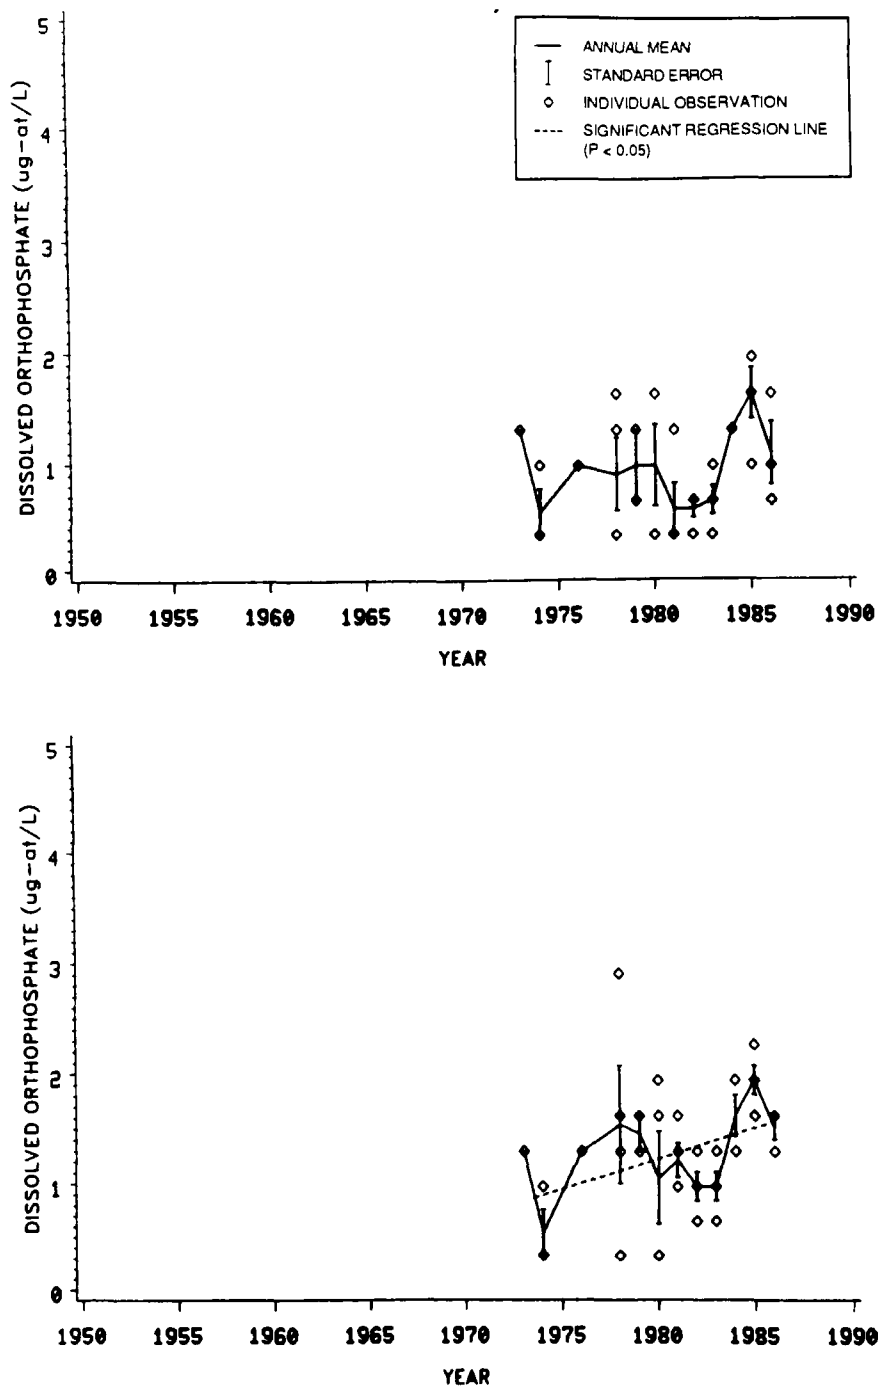 ANNUAL MEAN
STANDARD ERROR
INDIVIDUAL OBSERVATION
SIGNIFICANT REGRESSION LINE
(P < 0.05)
DISSOLVED ORTHOPHOSPHATE (ug-at/L)
5
4
3
2
1
0
1950 1955 1960 1965 1970 1975 1980 1985 1990
YEAR
DISSOLVED ORTHOPHOSPHATE (ug-at/L)
5
4
3
2
1
0
1950 1955 1960 1965 1970 1975 1980 1985 1990
YEAR